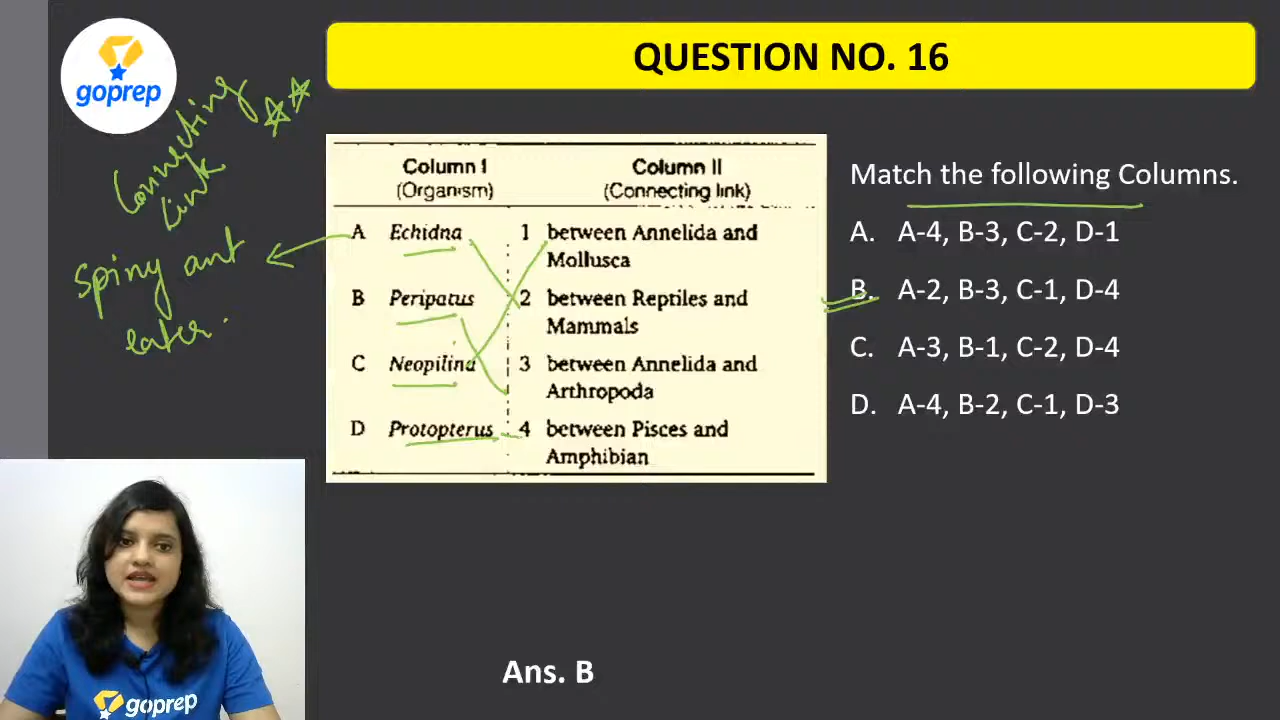 goprep
QUESTION NO. 16
Connecting
Link
Spiny ant
eater.
Column I
(Organism)
Column II
(Connecting link)
A Echidna 1 between Annelida and
Mollusca
B Peripatus 2 between Reptiles and
Mammals
C Neopilina 3 between Annelida and
Arthropoda
D Protopterus 4 between Pisces and
Amphibian
Match the following Columns.
A. A-4, B-3, C-2, D-1
B. A-2, B-3, C-1, D-4
C. A-3, B-1, C-2, D-4
D. A-4, B-2, C-1, D-3
Ans. B
goprep